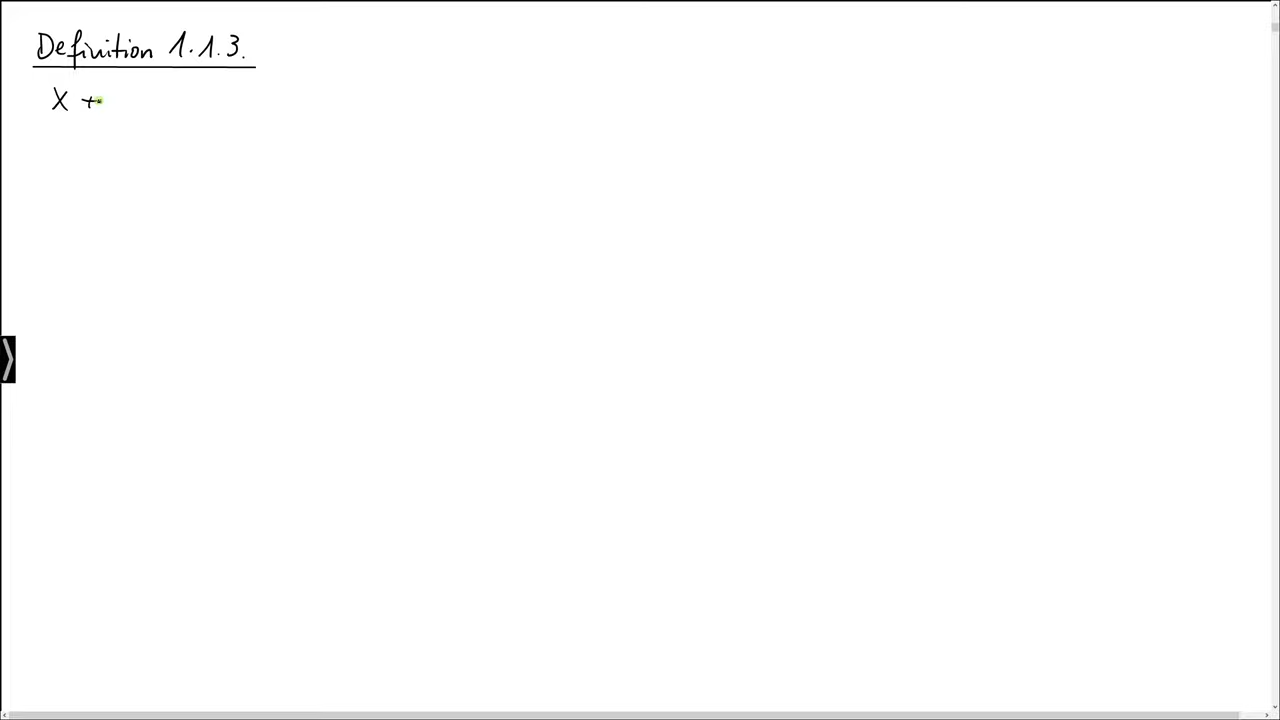 Definition 1.1.3.
X +